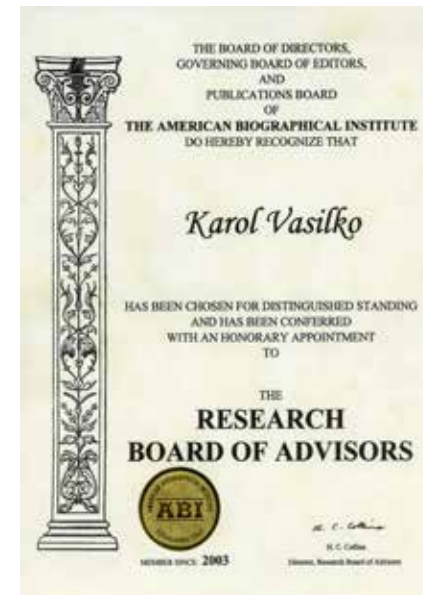 THE BOARD OF DIRECTORS,
GOVERNING BOARD OF EDITORS,
AND
PUBLICATIONS BOARD
OF
THE AMERICAN BIOGRAPHICAL INSTITUTE
DO HEREBY RECOGNIZE THAT
Karol Vasilko
HAS BEEN CHOSEN FOR DISTINGUISHED STANDING
AND HAS BEEN CONFERRED
WITH AN HONORARY APPOINTMENT
TO
THE
RESEARCH
BOARD OF ADVISORS
ABI
MEMBER SINCE 2003
Director, Research Board of Advisors